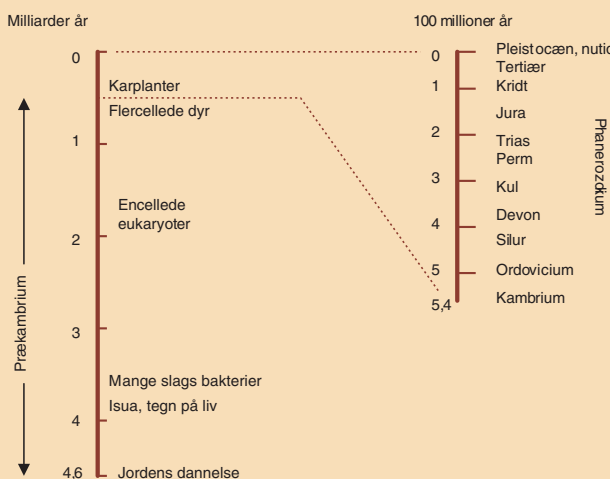 Milliarder år
0
Karplanter
Flercellede dyr
1
Encellede
eukaryoter
2
3
Mange slags bakterier
Isua, tegn på liv
4
4,6
Jordens dannelse
Prækambrium
100 millioner år
0
Pleistocæn, nutid
Tertiær
1
Kridt
Jura
2
Trias
Perm
3
Kul
4
Devon
Silur
5
Ordovicium
5,4
Kambrium
Phanerozoikum